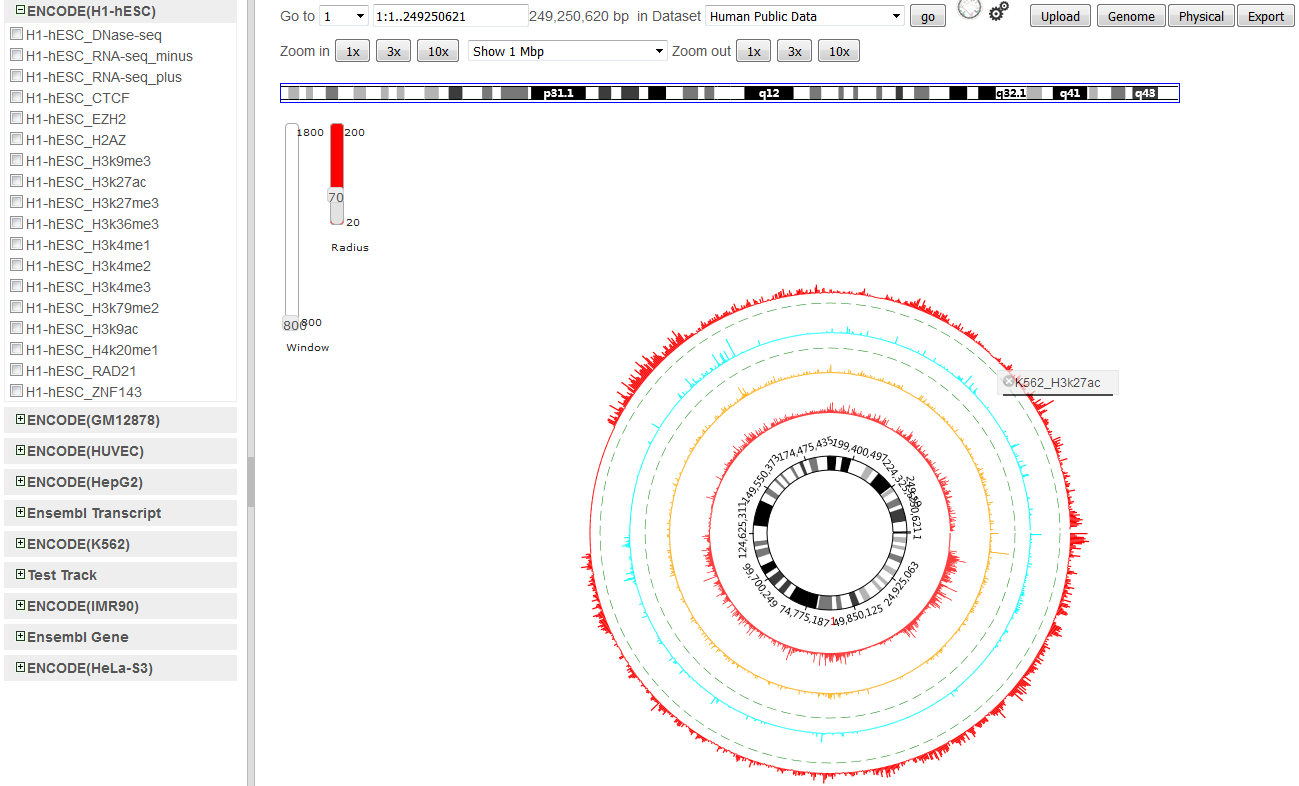 ENCODE(H1-hESC)
H1-hESC_DNase-seq
H1-hESC_RNA-seq_minus
H1-hESC_RNA-seq_plus
H1-hESC_CTCF
H1-hESC_EZH2
H1-hESC_H2AZ
H1-hESC_H3k9me3
H1-hESC_H3k27ac
H1-hESC_H3k27me3
H1-hESC_H3k36me3
H1-hESC_H3k4me1
H1-hESC_H3k4me2
H1-hESC_H3k4me3
H1-hESC_H3k79me2
H1-hESC_H3k9ac
H1-hESC_H4k20me1
H1-hESC_RAD21
H1-hESC_ZNF143
ENCODE(GM12878)
ENCODE(HUVEC)
ENCODE(HepG2)
Ensembl Transcript
ENCODE(K562)
Test Track
ENCODE(IMR90)
Ensembl Gene
ENCODE(HeLa-S3)
Go to 1 1:1..249250621 249,250,620 bp in Dataset Human Public Data go Upload Genome Physical Export
Zoom in 1x 3x 10x Show 1 Mbp Zoom out 1x 3x 10x
p31.1 q12 q32.1 q41 q43
1800 200
70
20
Radius
800 800
Window
K562_H3k27ac
174,475,435
199,400,497
149,550,373
124,625,311
99,700,249
74,775,187
49,850,125
24,925,063
1